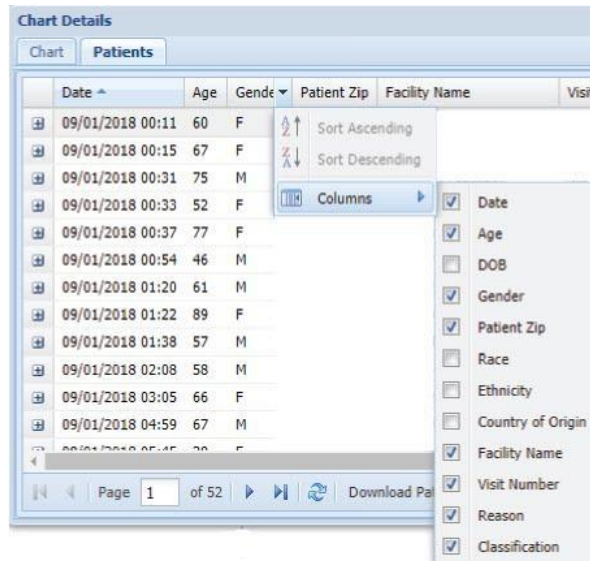 Chart Details
Chart Patients
Date Age Gende Patient Zip Facility Name Visi
09/01/2018 00:11 60 F
09/01/2018 00:15 67 F
09/01/2018 00:31 75 M
09/01/2018 00:33 52 F
09/01/2018 00:37 77 F
09/01/2018 00:54 46 M
09/01/2018 01:20 61 M
09/01/2018 01:22 89 F
09/01/2018 01:38 57 M
09/01/2018 02:08 58 M
09/01/2018 03:05 66 F
09/01/2018 04:59 67 M
Sort Ascending
Sort Descending
Columns
Date
Age
DOB
Gender
Patient Zip
Race
Ethnicity
Country of Origin
Facility Name
Visit Number
Reason
Classification
Page 1 of 52 Download Pa